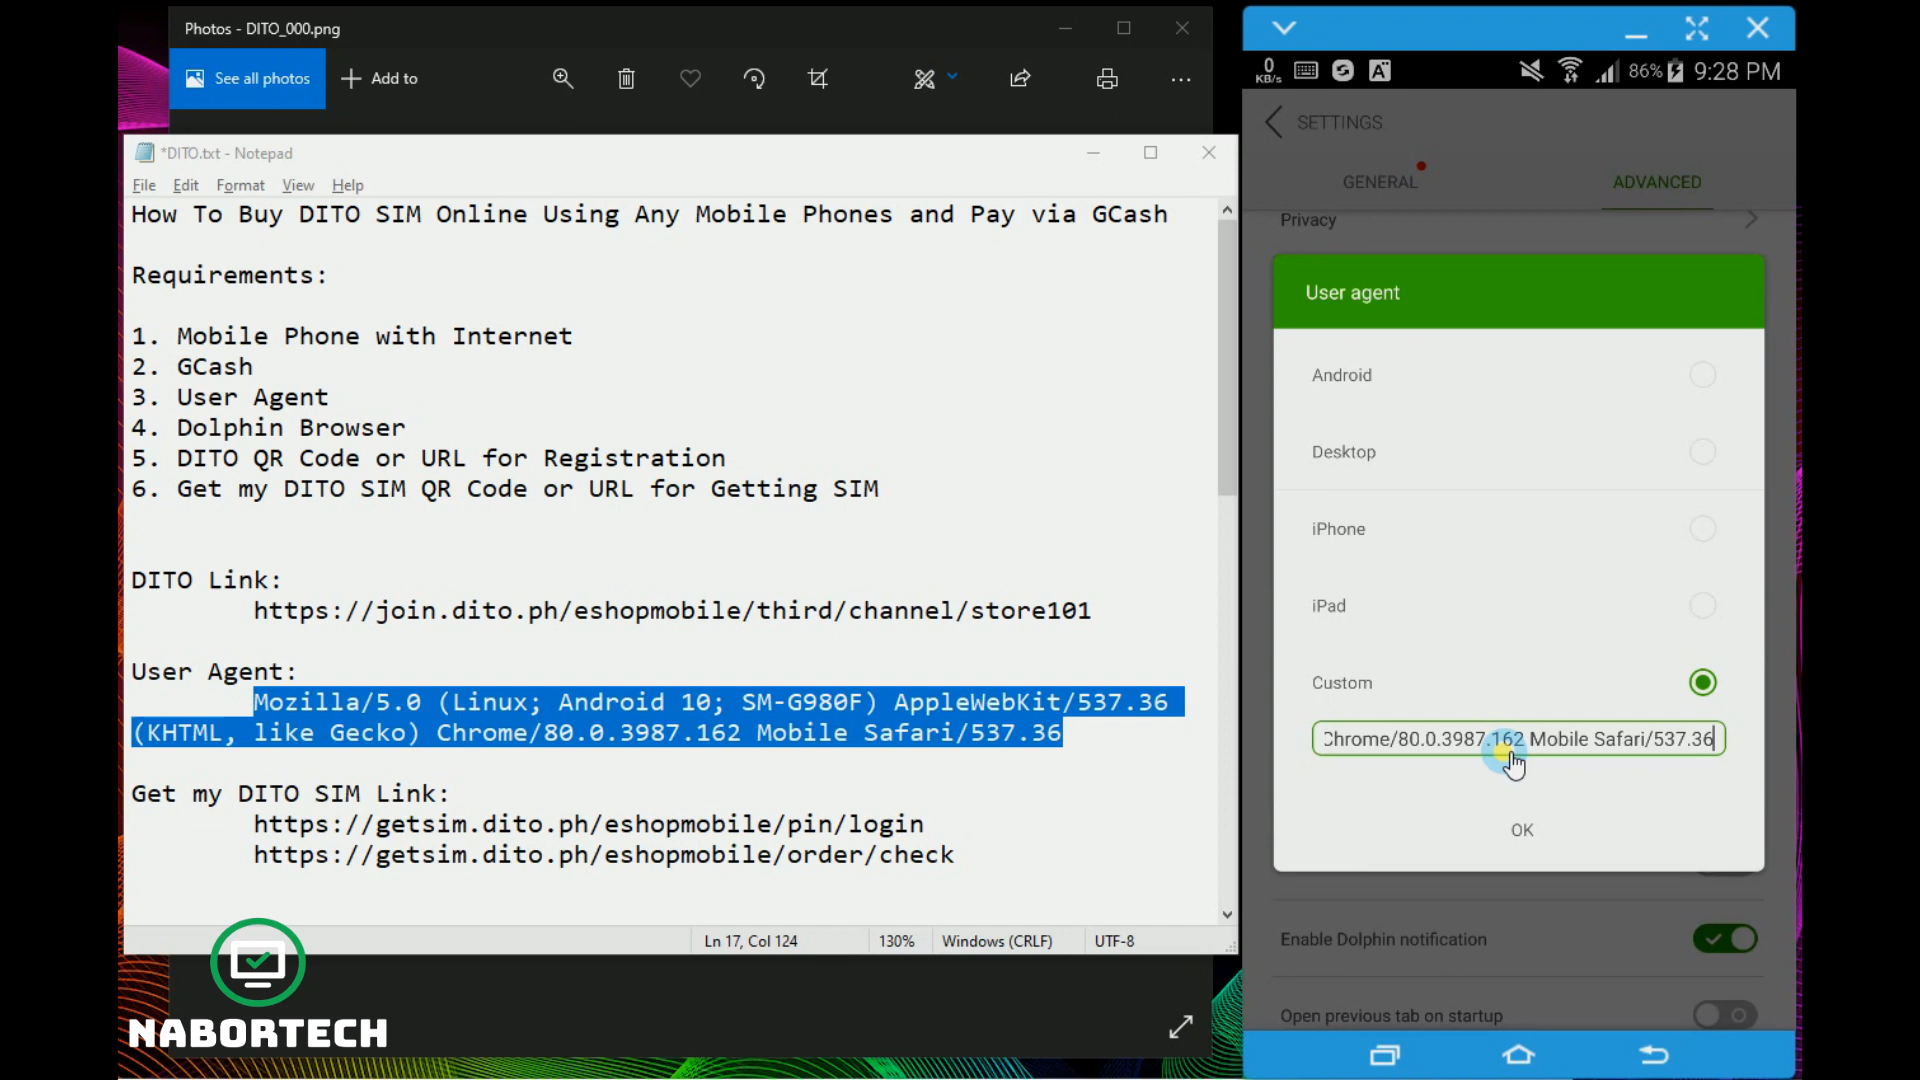 Photos - DITO_000.png
See all photos
Add to
*DITO.txt - Notepad
File Edit Format View Help
How To Buy DITO SIM Online Using Any Mobile Phones and Pay via GCash
Requirements:
1. Mobile Phone with Internet
2. GCash
3. User Agent
4. Dolphin Browser
5. DITO QR Code or URL for Registration
6. Get my DITO SIM QR Code or URL for Getting SIM
DITO Link:
https://join.dito.ph/eshopmobile/third/channel/store101
User Agent:
Mozilla/5.0 (Linux; Android 10; SM-G980F) AppleWebKit/537.36
(KHTML, like Gecko) Chrome/80.0.3987.162 Mobile Safari/537.36
Get my DITO SIM Link:
https://getsim.dito.ph/eshopmobile/pin/login
https://getsim.dito.ph/eshopmobile/order/check
Ln 17, Col 124 130% Windows (CRLF) UTF-8
NABORTECH
0 KB/s A 86% 9:28 PM
SETTINGS
GENERAL ADVANCED
Privacy
User agent
Android
Desktop
iPhone
iPad
Custom
Chrome/80.0.3987.162 Mobile Safari/537.36
OK
Enable Dolphin notification
Open previous tab on startup